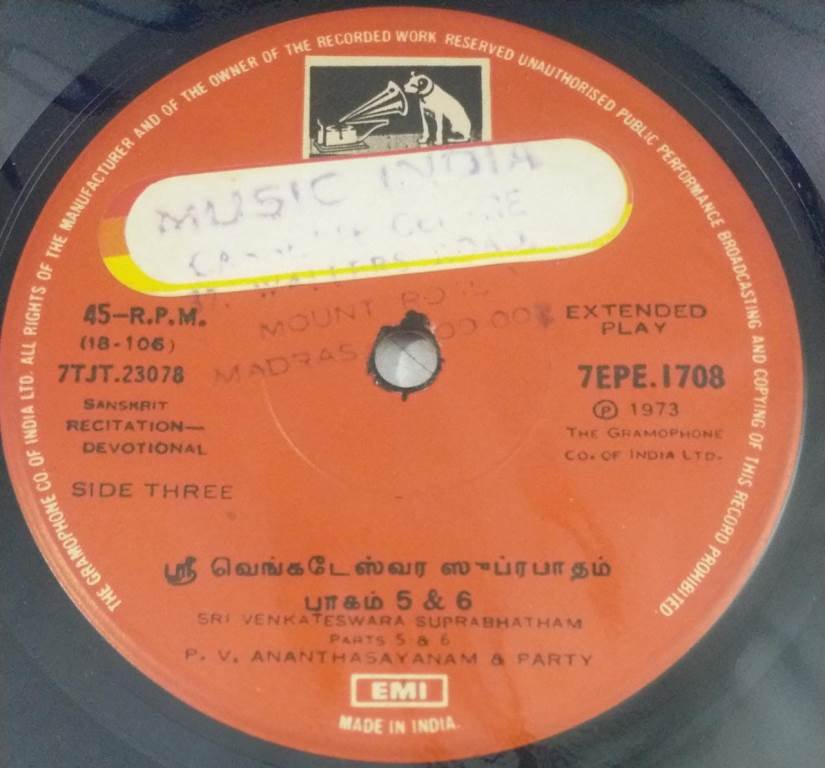 THE GRAMOPHONE CO. OF INDIA LTD. ALL RIGHTS OF THE MANUFACTURER AND OF THE OWNER OF THE RECORDED WORK RESERVED UNAUTHORISED PUBLIC PERFORMANCE BROADCASTING AND COPYING OF THIS RECORD PROHIBITED.
MUSIC INDIA
MOUNT
MADRAS
45-R.P.M.
(18-106)
7TJT.23078
SANSKRIT
RECITATION—
DEVOTIONAL
SIDE THREE
EXTENDED
PLAY
7EPE.1708
Ⓟ 1973
THE GRAMOPHONE
CO. OF INDIA LTD.
ஸ்ரீ வெங்கடேஸ்வர ஸுப்ரபாதம்
பாகம் 5 & 6
SRI VENKATESWARA SUPRABHATHAM
PARTS 5 & 6
P. V. ANANTHASAYANAM & PARTY
EMI
MADE IN INDIA.